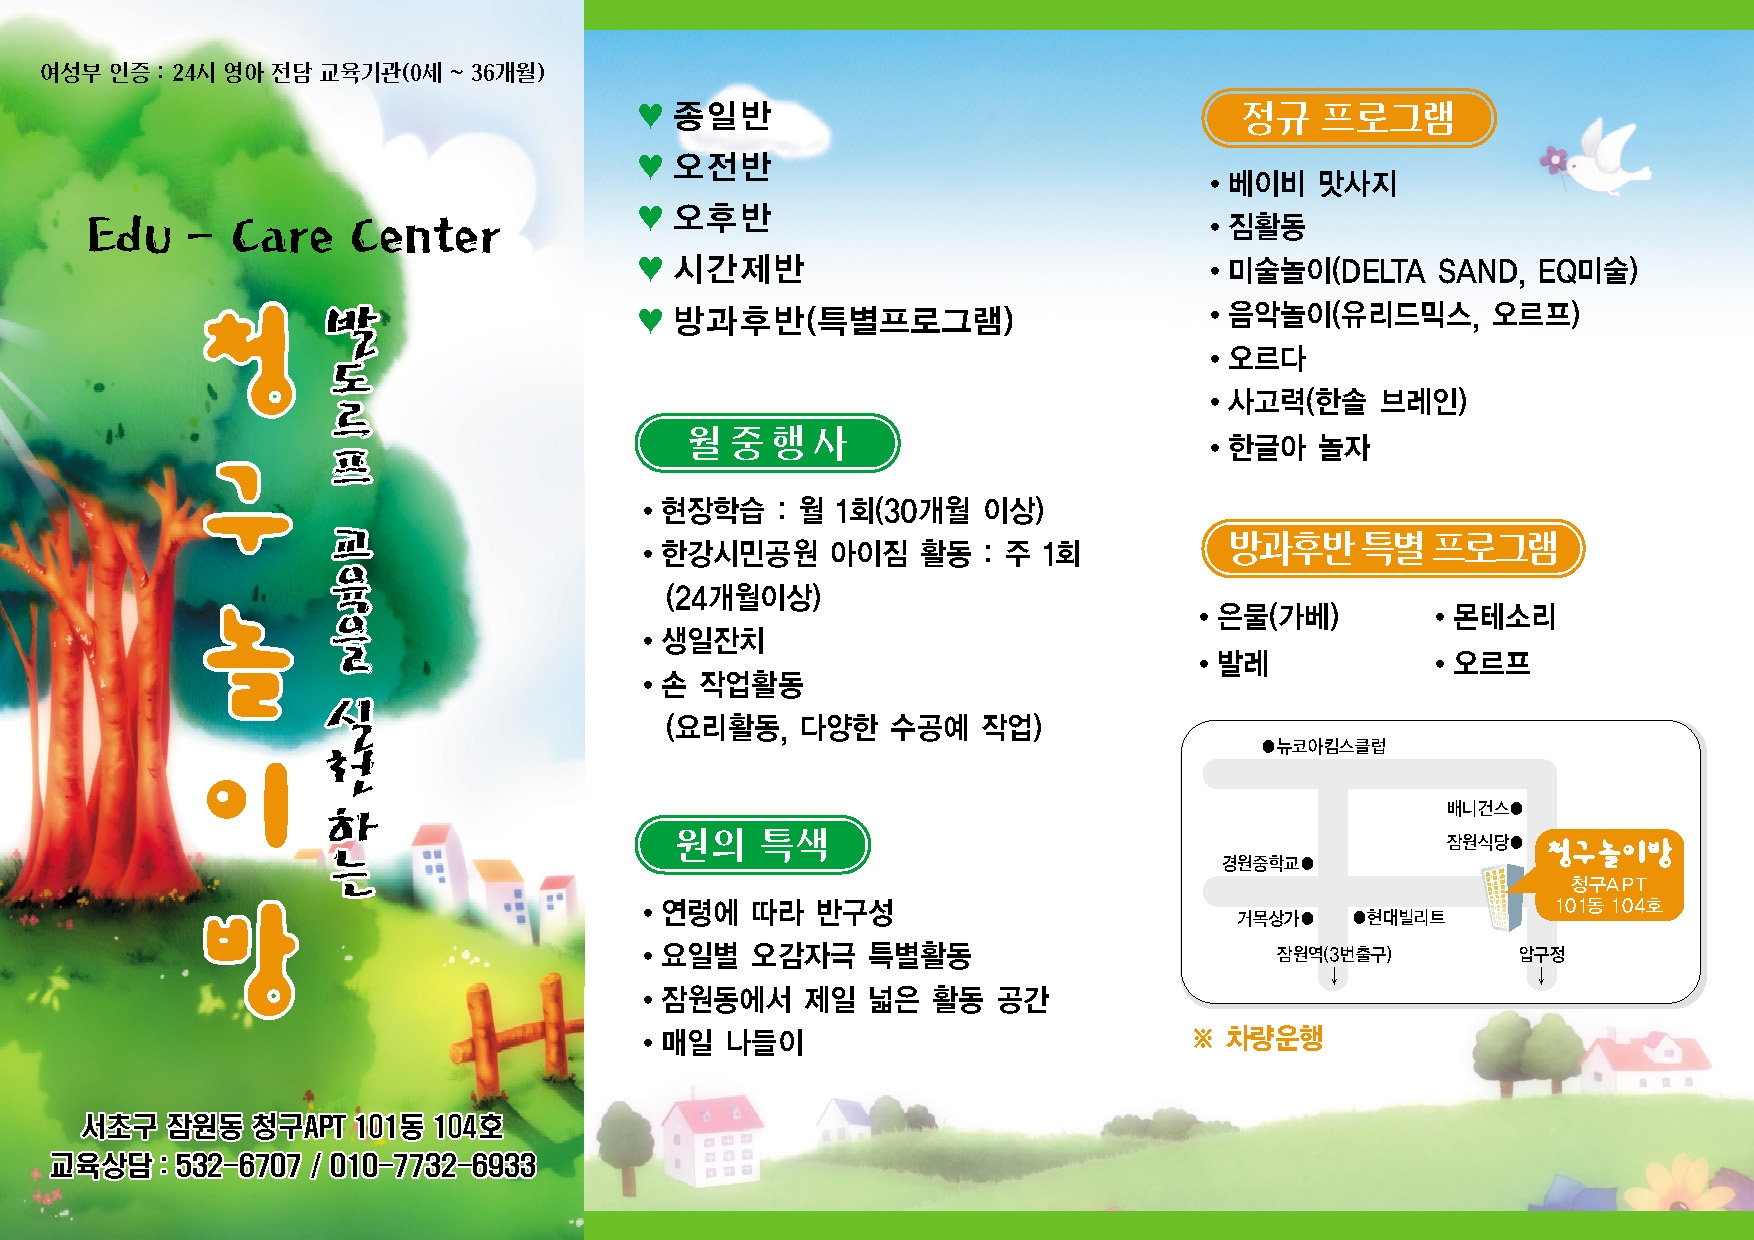 여성부 인증 : 24시 영아 전담 교육기관(0세 ~ 36개월)
Edu - Care Center
발도르프 교육을 실천하는
청구놀이방
서초구 잠원동 청구APT 101동 104호
교육상담 : 532-6707 / 010-7732-6933
♥ 종일반
♥ 오전반
♥ 오후반
♥ 시간제반
♥ 방과후반(특별프로그램)
월중행사
• 현장학습 : 월 1회(30개월 이상)
• 한강시민공원 아이짐 활동 : 주 1회
(24개월이상)
• 생일잔치
• 손 작업활동
(요리활동, 다양한 수공예 작업)
원의 특색
• 연령에 따라 반구성
• 요일별 오감자극 특별활동
• 잠원동에서 제일 넓은 활동 공간
• 매일 나들이
정규 프로그램
• 베이비 맛사지
• 짐활동
• 미술놀이(DELTA SAND, EQ미술)
• 음악놀이(유리드믹스, 오르프)
• 오르다
• 사고력(한솔 브레인)
• 한글아 놀자
방과후반 특별 프로그램
• 은물(가베) • 몬테소리
• 발레 • 오르프
●뉴코아킴스클럽
배니건스●
잠원식당●
경원중학교●
청구놀이방
청구APT
101동 104호
거목상가● ●현대빌리트
잠원역(3번출구) 압구정
↓ ↓
※ 차량운행